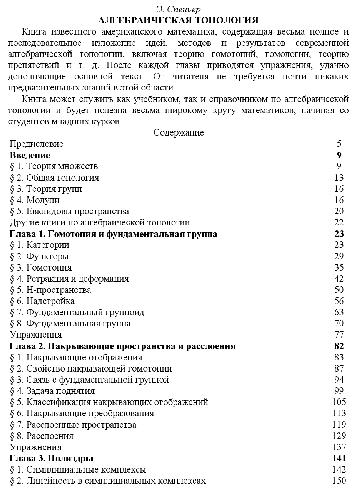 Э. Спеньер
АЛГЕБРАИЧЕСКАЯ ТОПОЛОГИЯ
Книга известного американского математика, содержащая весьма полное и
последовательное изложение идей, методов и результатов современной
алгебраической топологии, включая теорию гомотопий, гомологии, теорию
препятствий и т. д. После каждой главы приводятся упражнения, удачно
дополняющие основной текст. От читателя не требуется почти никаких
предварительных знаний в этой области.
Книга может служить как учебником, так и справочником по алгебраической
топологии и будет полезна весьма широкому кругу математиков, начиная со
студентов младших курсов.
Содержание
Предисловие 5
Введение 9
§ 1. Теория множеств 9
§ 2. Общая топология 13
§ 3. Теория групп 16
§ 4. Модули 16
§ 5. Евклидовы пространства 20
Другие книги по алгебраической топологии 22
Глава 1. Гомотопия и фундаментальная группа 23
§ 1. Категории 23
§ 2. Функторы 29
§ 3. Гомотопия 35
§ 4. Ретракция и деформация 42
§ 5. H-пространства 50
§ 6. Надстройка 56
§ 7. Фундаментальный группоид 63
§ 8. Фундаментальная группа 70
Упражнения 77
Глава 2. Накрывающие пространства и расслоения 82
§ 1. Накрывающие отображения 83
§ 2. Свойство накрывающей гомотопии 87
§ 3. Связь с фундаментальной группой 94
§ 4. Задача поднятия 99
§ 5. Классификация накрывающих отображений 105
§ 6. Накрывающие преобразования 113
§ 7. Расслоенные пространства 119
§ 8. Расслоения 129
Упражнения 137
Глава 3. Полиэдры 141
§ 1. Симплициальные комплексы 142
§ 2. Линейность в симплициальных комплексах 150